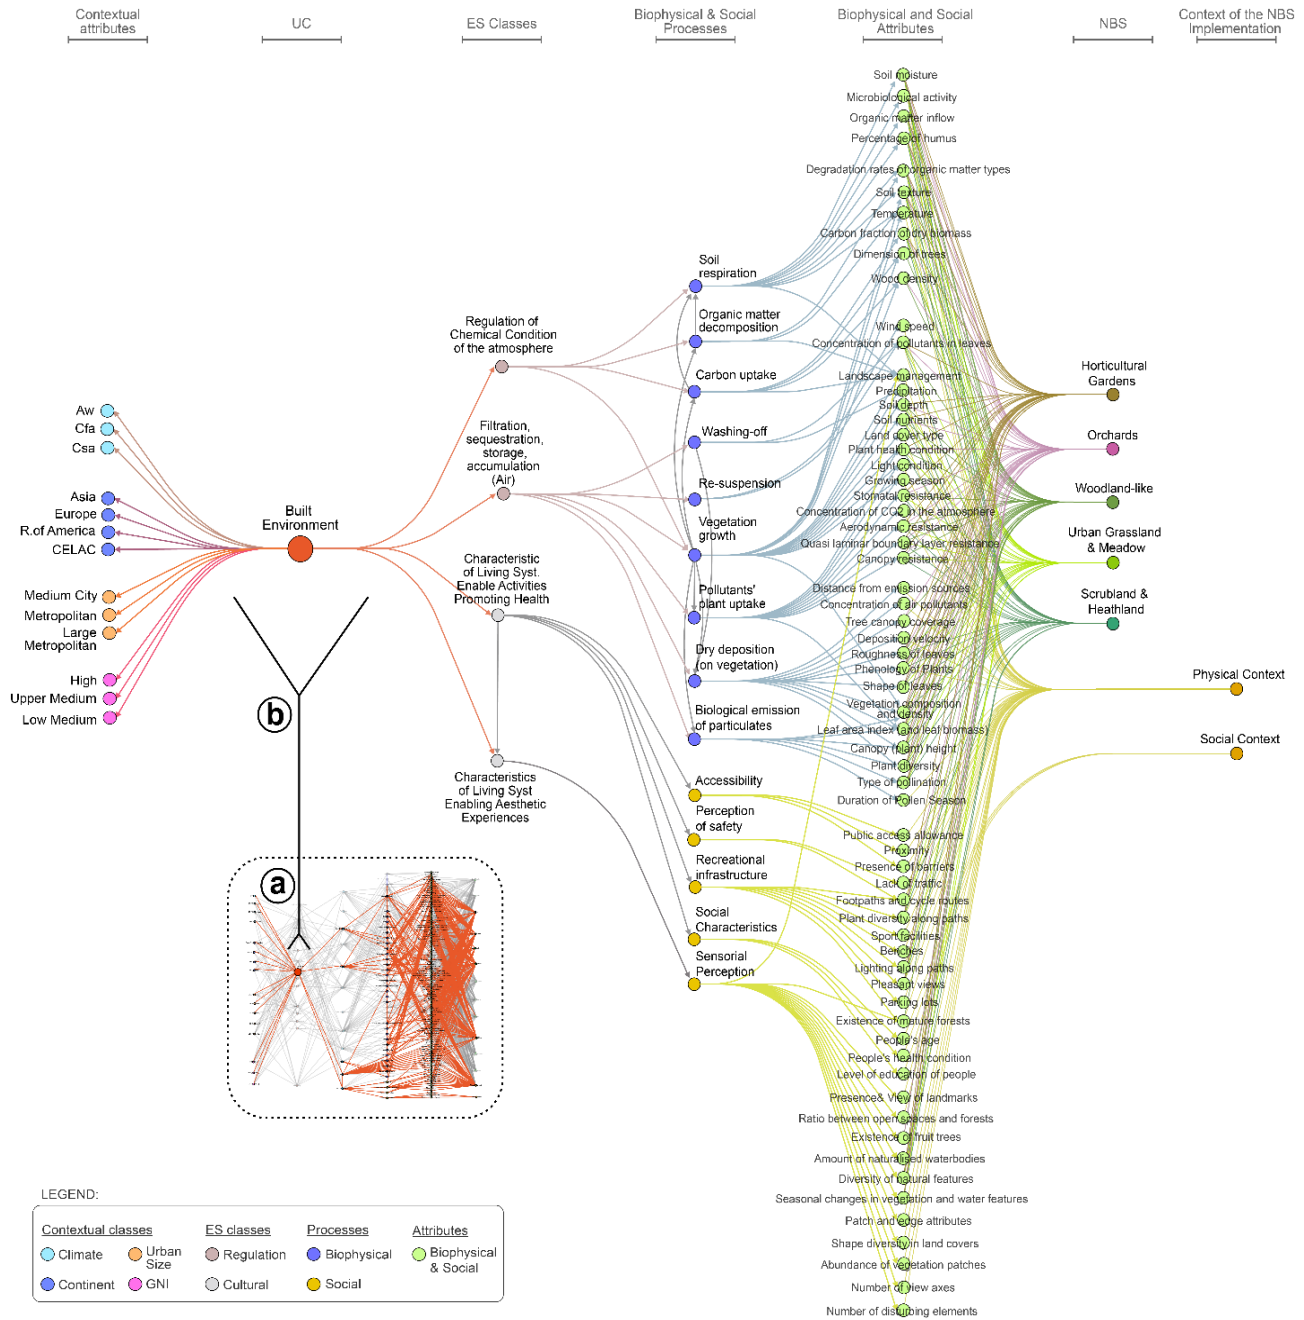 Contextual
attributes
UC
ES Classes
Biophysical & Social
Processes
Biophysical and Social
Attributes
NBS
Context of the NBS
Implementation
Aw
Cfa
Csa
Asia
Europe
R.of America
CELAC
Medium City
Metropolitan
Large
Metropolitan
High
Upper Medium
Low Medium
Built
Environment
b
a
Regulation of
Chemical Condition
of the atmosphere
Filtration,
sequestration,
storage,
accumulation
(Air)
Characteristic
of Living Syst.
Enable Activities
Promoting Health
Characteristics
of Living Syst
Enabling Aesthetic
Experiences
Soil
respiration
Organic matter
decomposition
Carbon uptake
Washing-off
Re-suspension
Vegetation
growth
Pollutants'
plant uptake
Dry deposition
(on vegetation)
Biological emission
of particulates
Accessibility
Perception
of safety
Recreational
infrastructure
Social
Characteristics
Sensorial
Perception
Soil moisture
Microbiological activity
Organic matter inflow
Percentage of humus
Degradation rates of organic matter types
Soil texture
Temperature
Carbon fraction of dry biomass
Dimension of trees
Wood density
Wind speed
Concentration of pollutants in leaves
Landscape management
Precipitation
Soil depth
Soil nutrients
Land cover type
Plant health condition
Light condition
Growing season
Stomatal resistance
Concentration of CO2 in the atmosphere
Aerodynamic resistance
Quasi laminar boundary layer resistance
Canopy resistance
Distance from emission sources
Concentration of air pollutants
Tree canopy coverage
Deposition velocity
Roughness of leaves
Phenology of Plants
Shape of leaves
Vegetation composition
and density
Leaf area index (and leaf biomass)
Canopy (plant) height
Plant diversity
Type of pollination
Duration of Pollen Season
Public access allowance
Proximity
Presence of barriers
Lack of traffic
Footpaths and cycle routes
Plant diversity along paths
Sport facilities
Benches
Lighting along paths
Pleasant views
Parking lots
Existence of mature forests
People's age
People's health condition
Level of education of people
Presence& View of landmarks
Ratio between open spaces and forests
Existence of fruit trees
Amount of naturalised waterbodies
Diversity of natural features
Seasonal changes in vegetation and water features
Patch and edge attributes
Shape diversity in land covers
Abundance of vegetation patches
Number of view axes
Number of disturbing elements
Horticultural
Gardens
Orchards
Woodland-like
Urban Grassland
& Meadow
Scrubland &
Heathland
Physical Context
Social Context
LEGEND:
Contextual classes
Climate
Urban
Size
Continent
GNI
ES classes
Regulation
Cultural
Processes
Biophysical
Social
Attributes
Biophysical
& Social